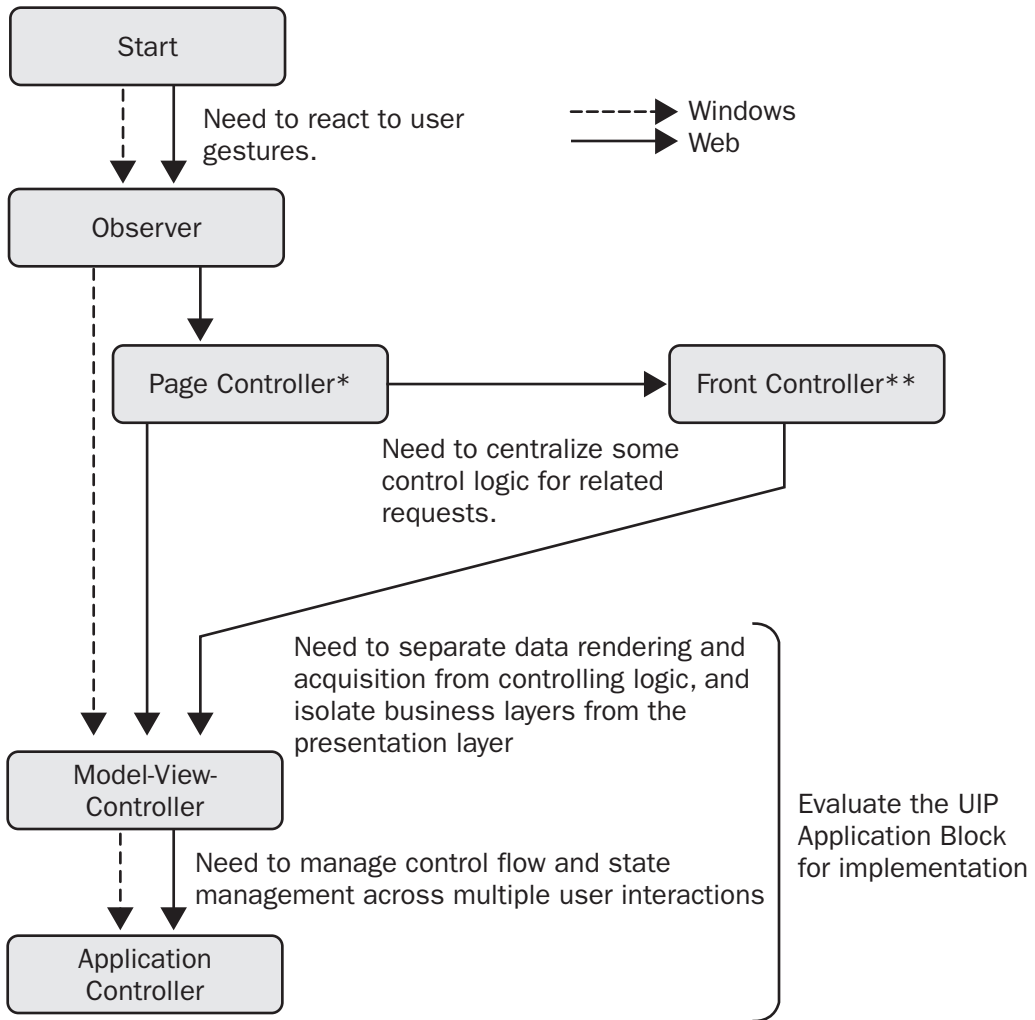 Start
Need to react to user
gestures.
Windows
Web
Observer
Page Controller*
Front Controller**
Need to centralize some
control logic for related
requests.
Need to separate data rendering and
acquisition from controlling logic, and
isolate business layers from the
presentation layer
Model-View-
Controller
Evaluate the UIP
Application Block
for implementation
Need to manage control flow and state
management across multiple user interactions
Application
Controller